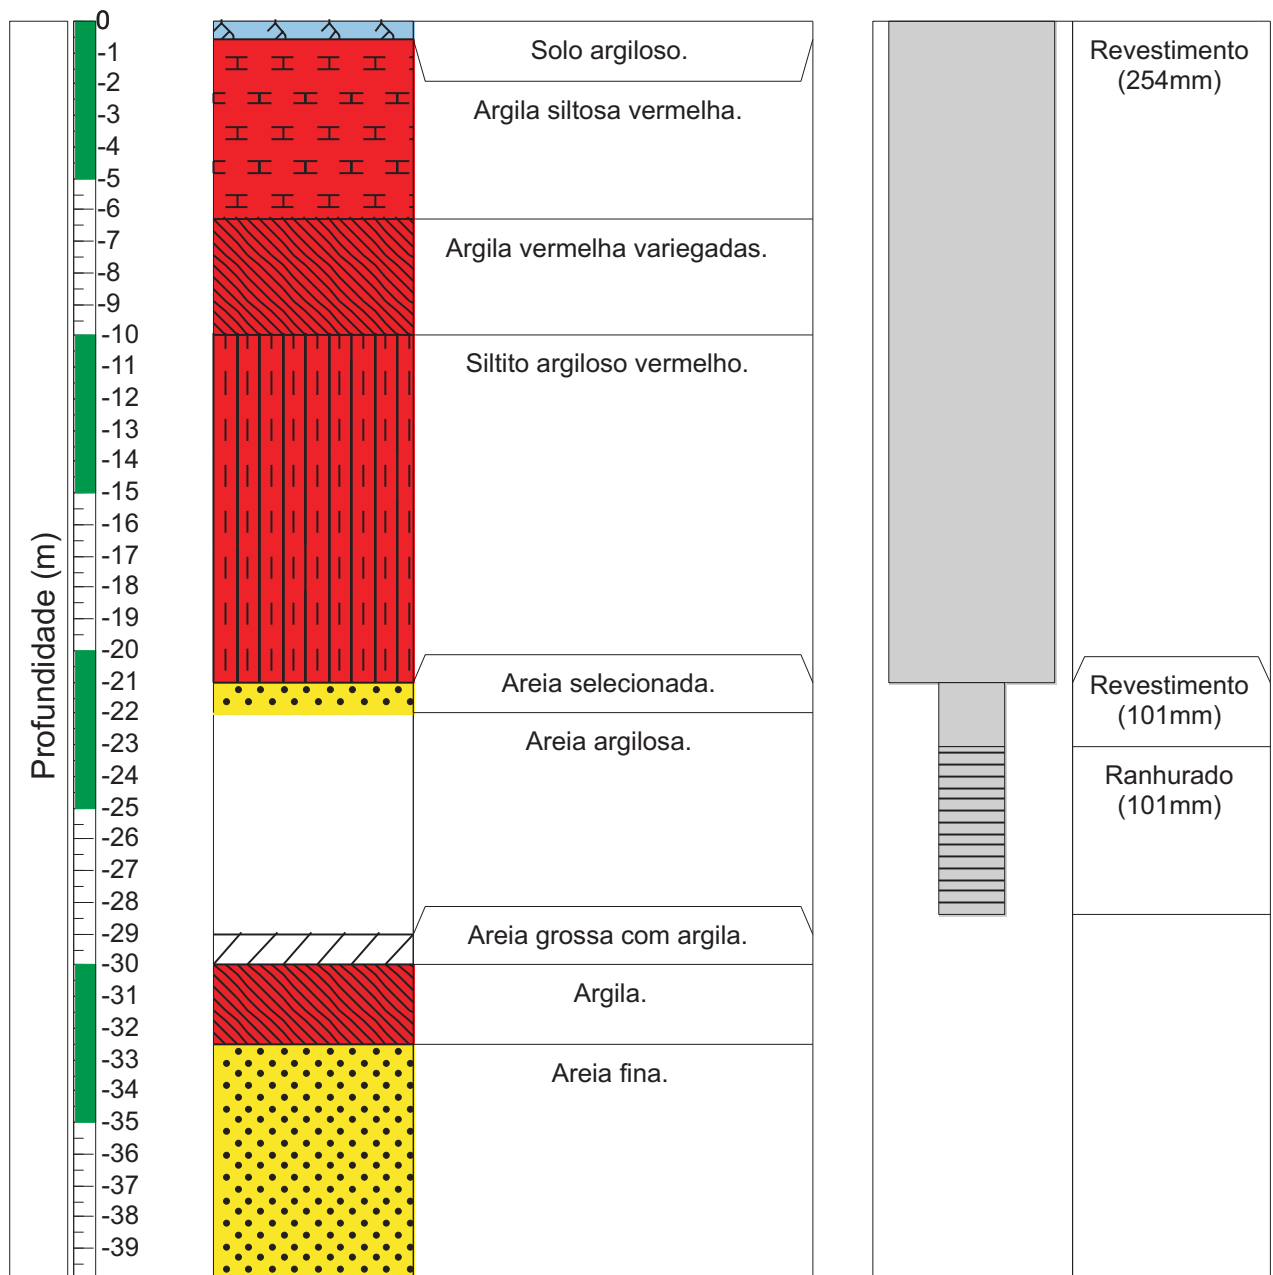 Profundidade (m)
0
-1
-2
-3
-4
-5
-6
-7
-8
-9
-10
-11
-12
-13
-14
-15
-16
-17
-18
-19
-20
-21
-22
-23
-24
-25
-26
-27
-28
-29
-30
-31
-32
-33
-34
-35
-36
-37
-38
-39
Solo argiloso.
Argila siltosa vermelha.
Argila vermelha variegadas.
Siltito argiloso vermelho.
Areia selecionada.
Areia argilosa.
Areia grossa com argila.
Argila.
Areia fina.
Revestimento
(254mm)
Revestimento
(101mm)
Ranhurado
(101mm)